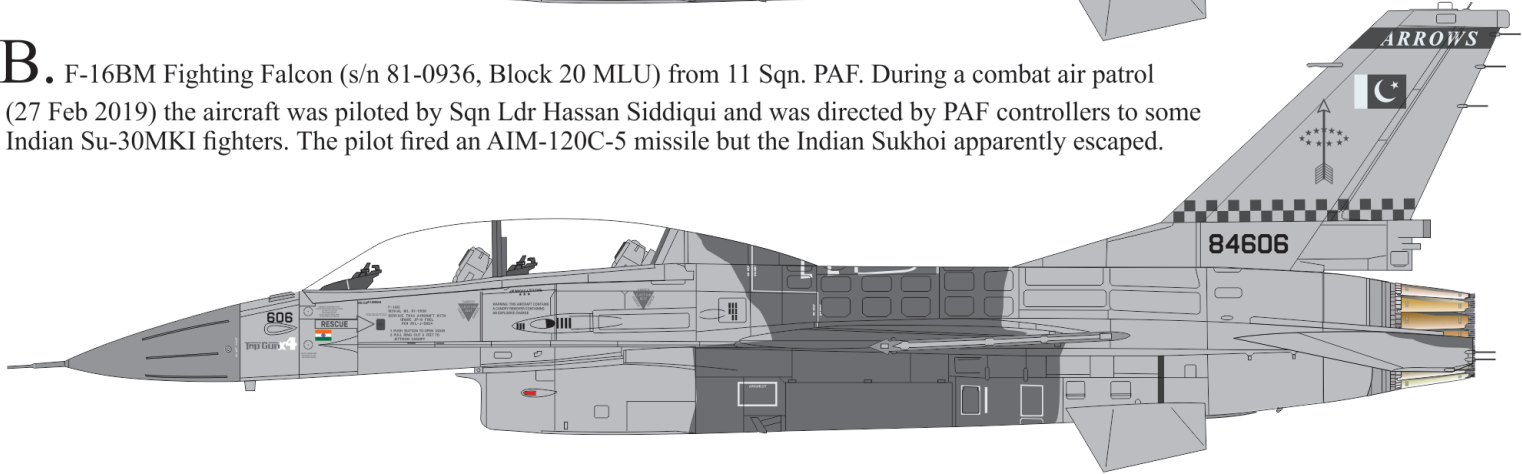 B. F-16BM Fighting Falcon (s/n 81-0936, Block 20 MLU) from 11 Sqn. PAF. During a combat air patrol
(27 Feb 2019) the aircraft was piloted by Sqn Ldr Hassan Siddiqui and was directed by PAF controllers to some
Indian Su-30MKI fighters. The pilot fired an AIM-120C-5 missile but the Indian Sukhoi apparently escaped.
ARROWS
84606
606
RESCUE
Top Gun x4